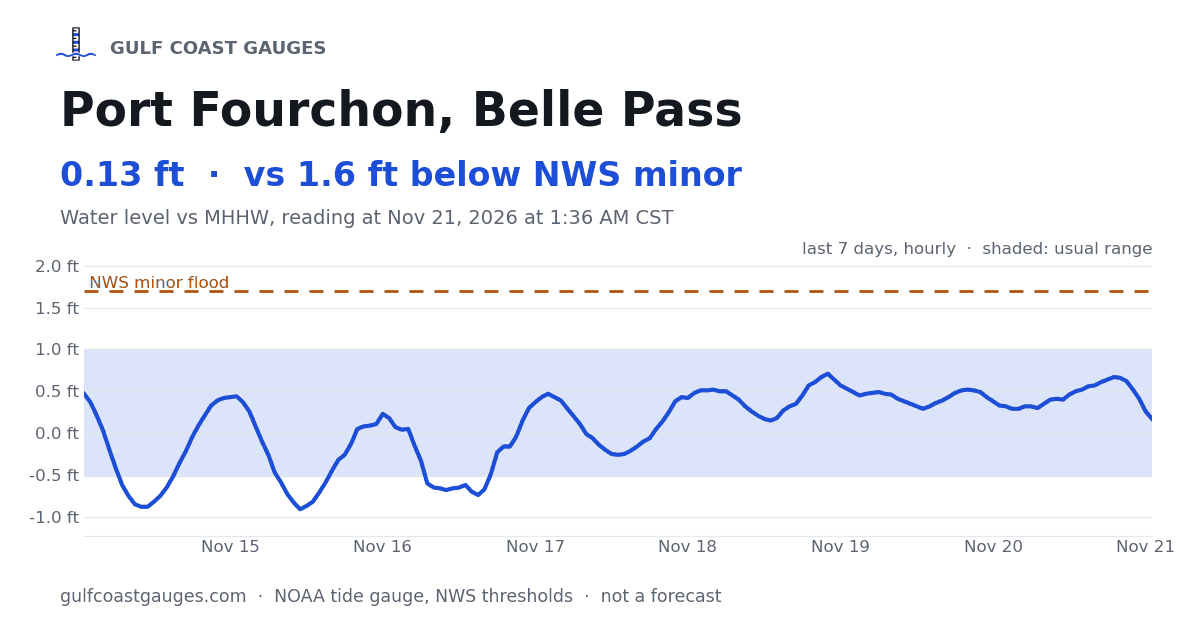 GULF COAST GAUGES
Port Fourchon, Belle Pass
0.13 ft · vs 1.6 ft below NWS minor
Water level vs MHHW, reading at Nov 21, 2026 at 1:36 AM CST
last 7 days, hourly · shaded: usual range
2.0 ft
NWS minor flood
1.5 ft
1.0 ft
0.5 ft
0.0 ft
-0.5 ft
-1.0 ft
Nov 15 Nov 16 Nov 17 Nov 18 Nov 19 Nov 20 Nov 21
gulfcoastgauges.com · NOAA tide gauge, NWS thresholds · not a forecast